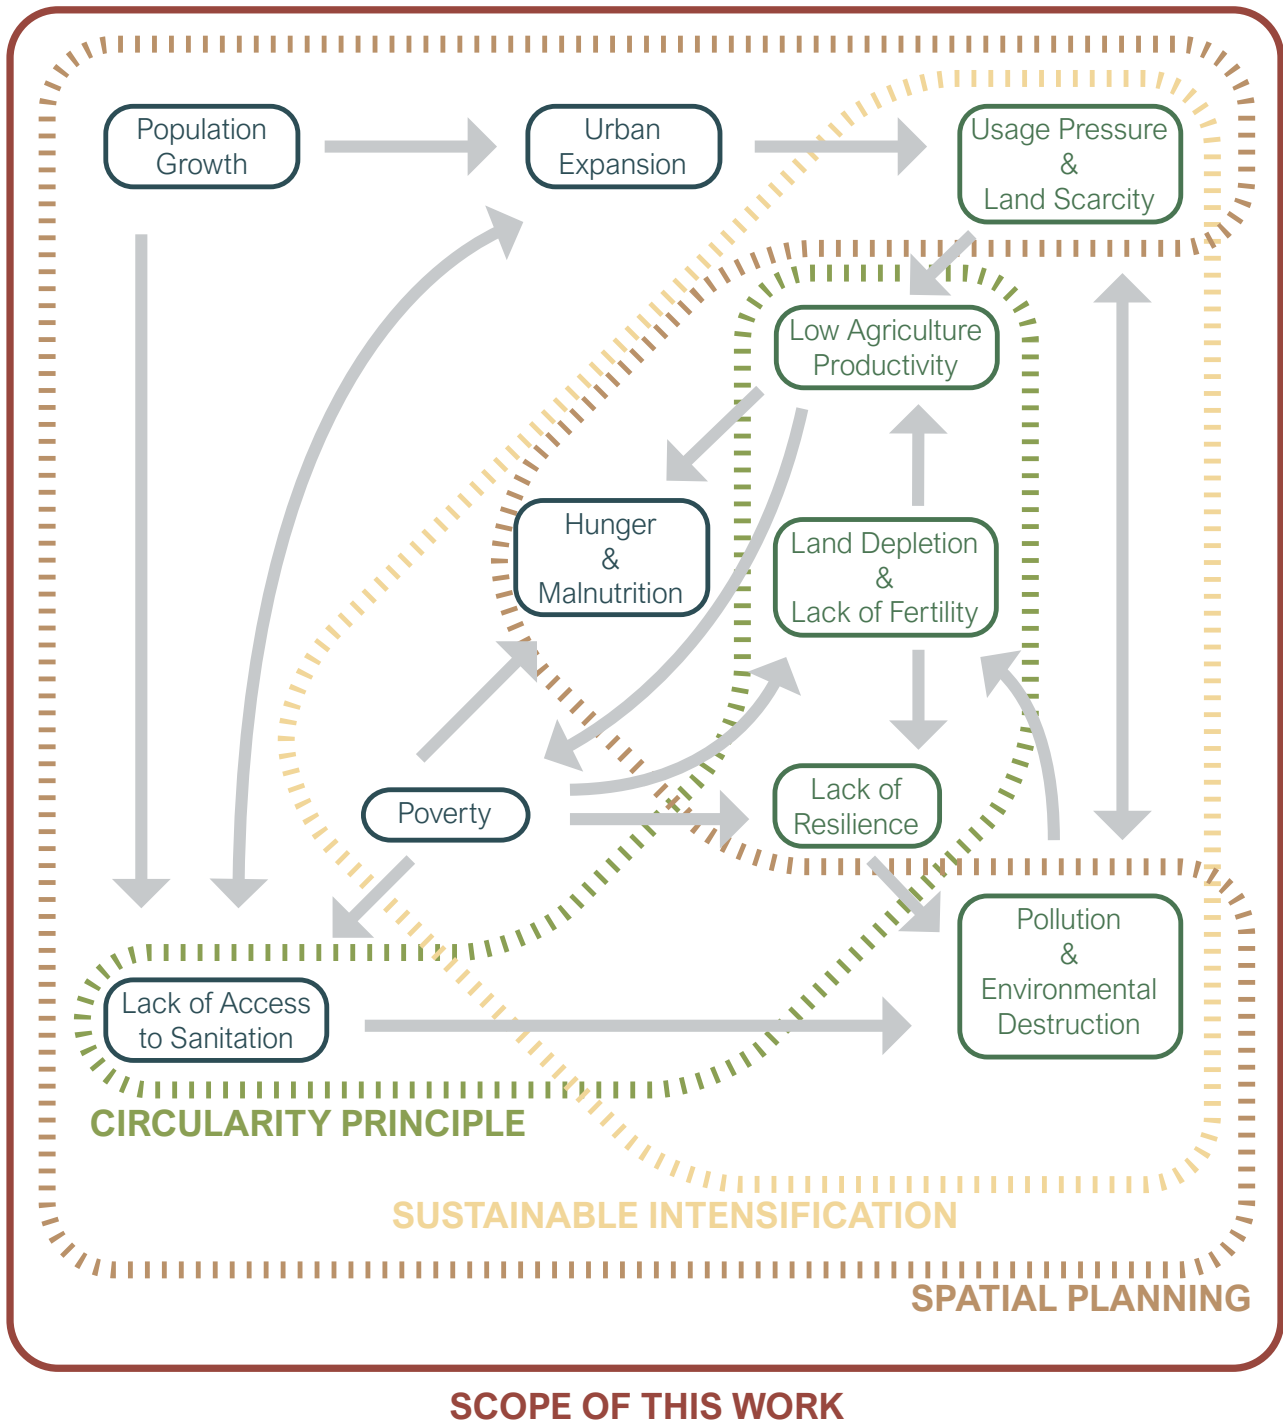 Population
Growth
Urban
Expansion
Usage Pressure
&
Land Scarcity
Low Agriculture
Productivity
Hunger
&
Malnutrition
Land Depletion
&
Lack of Fertility
Poverty
Lack of
Resilience
Lack of Access
to Sanitation
Pollution
&
Environmental
Destruction
CIRCULARITY PRINCIPLE
SUSTAINABLE INTENSIFICATION
SPATIAL PLANNING
SCOPE OF THIS WORK